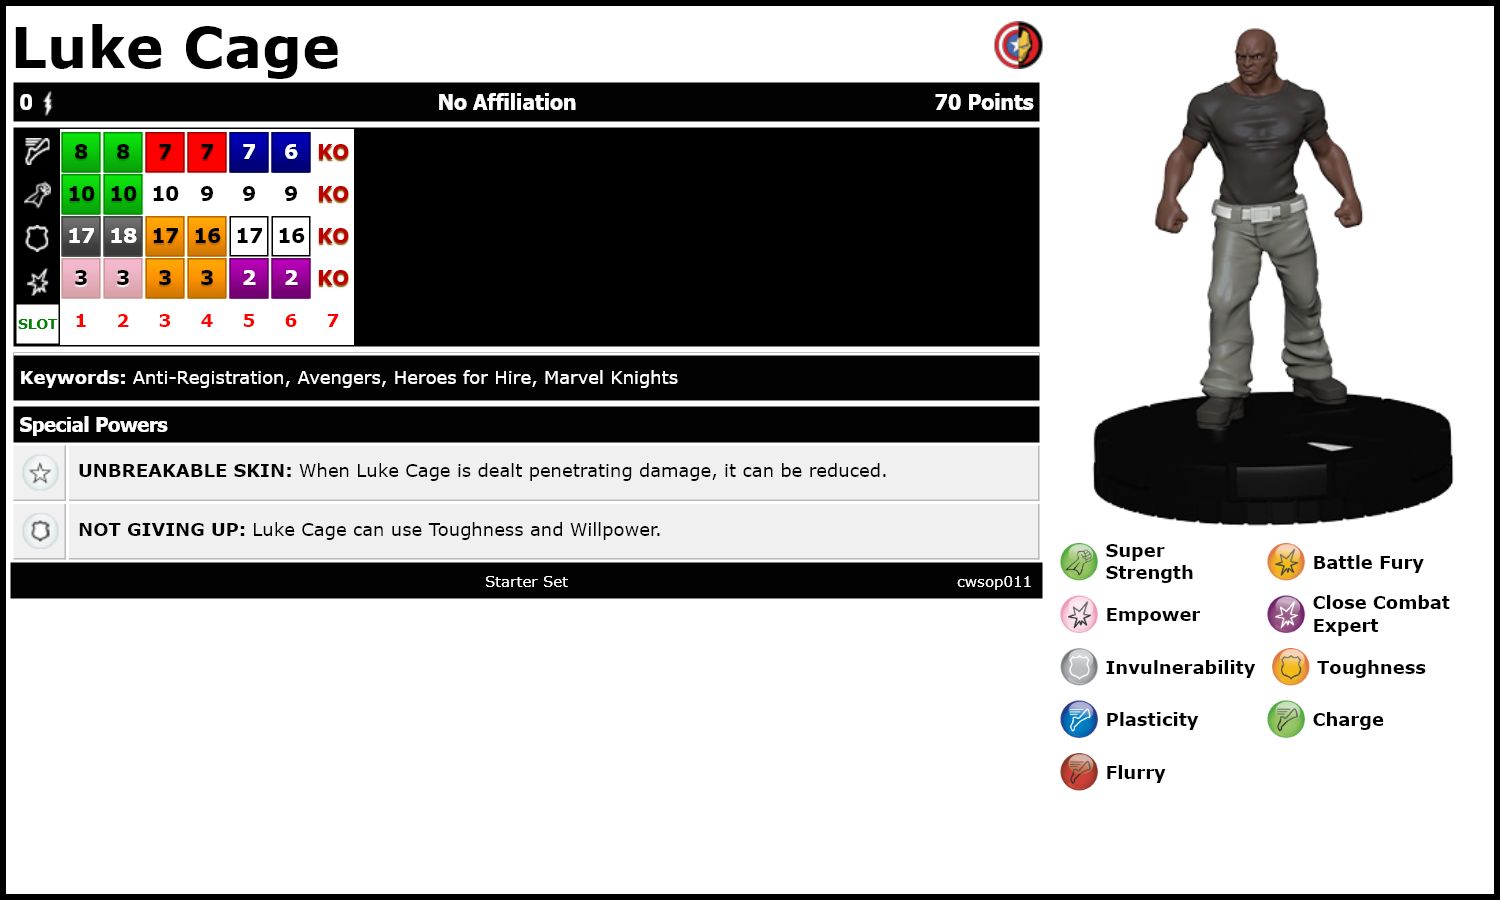 Luke Cage
0 No Affiliation 70 Points
8 8 7 7 7 6 KO
10 10 10 9 9 9 KO
17 18 17 16 17 16 KO
3 3 3 3 2 2 KO
SLOT 1 2 3 4 5 6 7
Keywords: Anti-Registration, Avengers, Heroes for Hire, Marvel Knights
Special Powers
UNBREAKABLE SKIN: When Luke Cage is dealt penetrating damage, it can be reduced.
NOT GIVING UP: Luke Cage can use Toughness and Willpower.
Starter Set cwsop011
Super
Strength
Battle Fury
Empower
Close Combat
Expert
Invulnerability
Toughness
Plasticity
Charge
Flurry